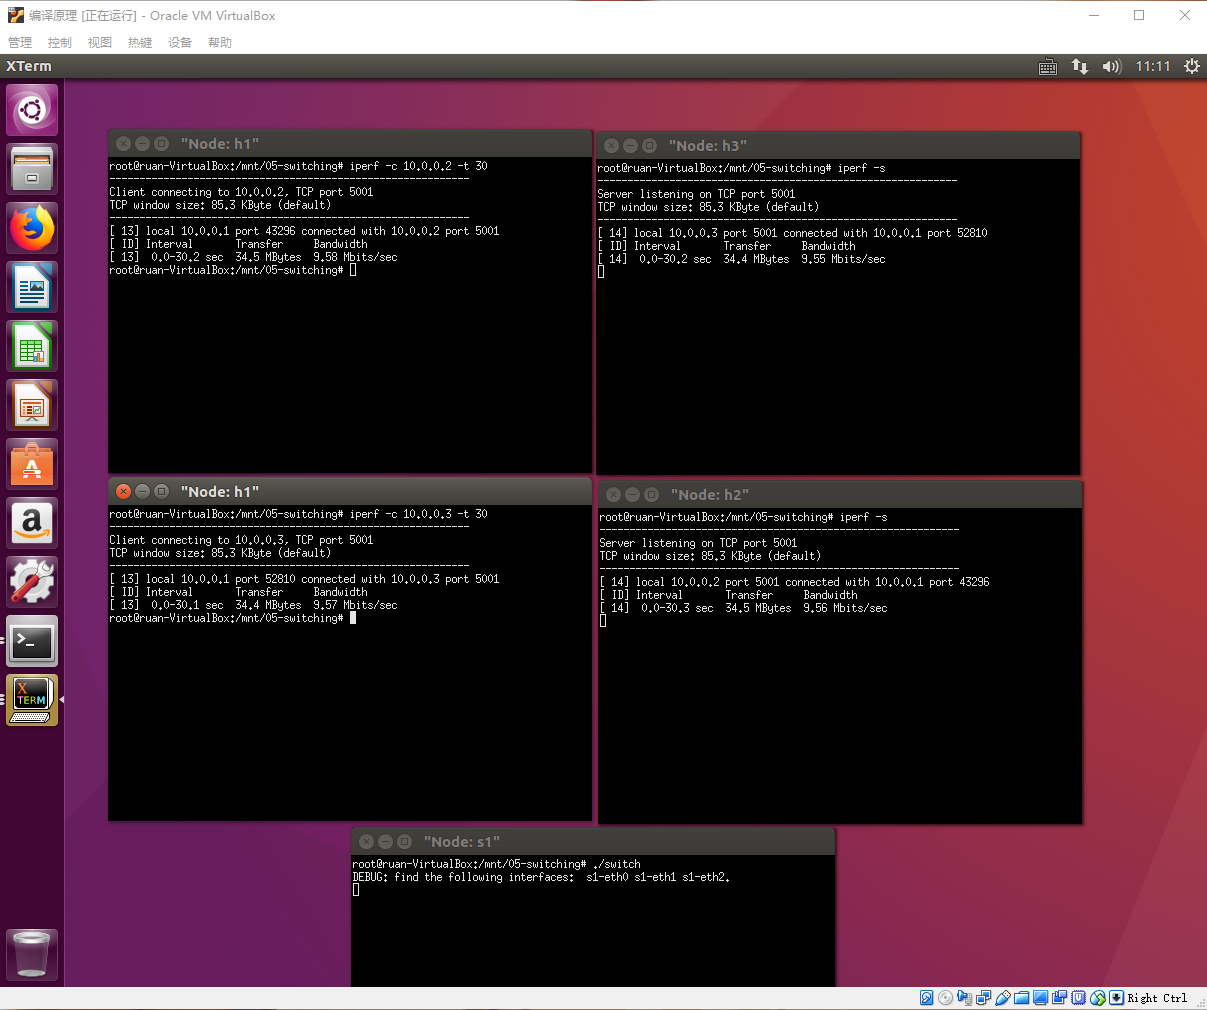 编译原理 [正在运行] - Oracle VM VirtualBox
管理 控制 视图 热键 设备 帮助
XTerm
11:11
"Node: h1"
root@ruan-VirtualBox:/mnt/05-switching# iperf -c 10.0.0.2 -t 30
------------------------------------------------------------
Client connecting to 10.0.0.2, TCP port 5001
TCP window size: 85.3 KByte (default)
------------------------------------------------------------
[ 13] local 10.0.0.1 port 43296 connected with 10.0.0.2 port 5001
[ ID] Interval       Transfer     Bandwidth
[ 13]  0.0-30.2 sec  34.5 MBytes  9.58 Mbits/sec
root@ruan-VirtualBox:/mnt/05-switching#
"Node: h3"
root@ruan-VirtualBox:/mnt/05-switching# iperf -s
------------------------------------------------------------
Server listening on TCP port 5001
TCP window size: 85.3 KByte (default)
------------------------------------------------------------
[ 14] local 10.0.0.3 port 5001 connected with 10.0.0.1 port 52810
[ ID] Interval       Transfer     Bandwidth
[ 14]  0.0-30.2 sec  34.4 MBytes  9.55 Mbits/sec
"Node: h1"
root@ruan-VirtualBox:/mnt/05-switching# iperf -c 10.0.0.3 -t 30
------------------------------------------------------------
Client connecting to 10.0.0.3, TCP port 5001
TCP window size: 85.3 KByte (default)
------------------------------------------------------------
[ 13] local 10.0.0.1 port 52810 connected with 10.0.0.3 port 5001
[ ID] Interval       Transfer     Bandwidth
[ 13]  0.0-30.1 sec  34.4 MBytes  9.57 Mbits/sec
root@ruan-VirtualBox:/mnt/05-switching#
"Node: h2"
root@ruan-VirtualBox:/mnt/05-switching# iperf -s
------------------------------------------------------------
Server listening on TCP port 5001
TCP window size: 85.3 KByte (default)
------------------------------------------------------------
[ 14] local 10.0.0.2 port 5001 connected with 10.0.0.1 port 43296
[ ID] Interval       Transfer     Bandwidth
[ 14]  0.0-30.3 sec  34.5 MBytes  9.56 Mbits/sec
"Node: s1"
root@ruan-VirtualBox:/mnt/05-switching# ./switch
DEBUG: find the following interfaces:  s1-eth0 s1-eth1 s1-eth2.
X
TERM
Right Ctrl